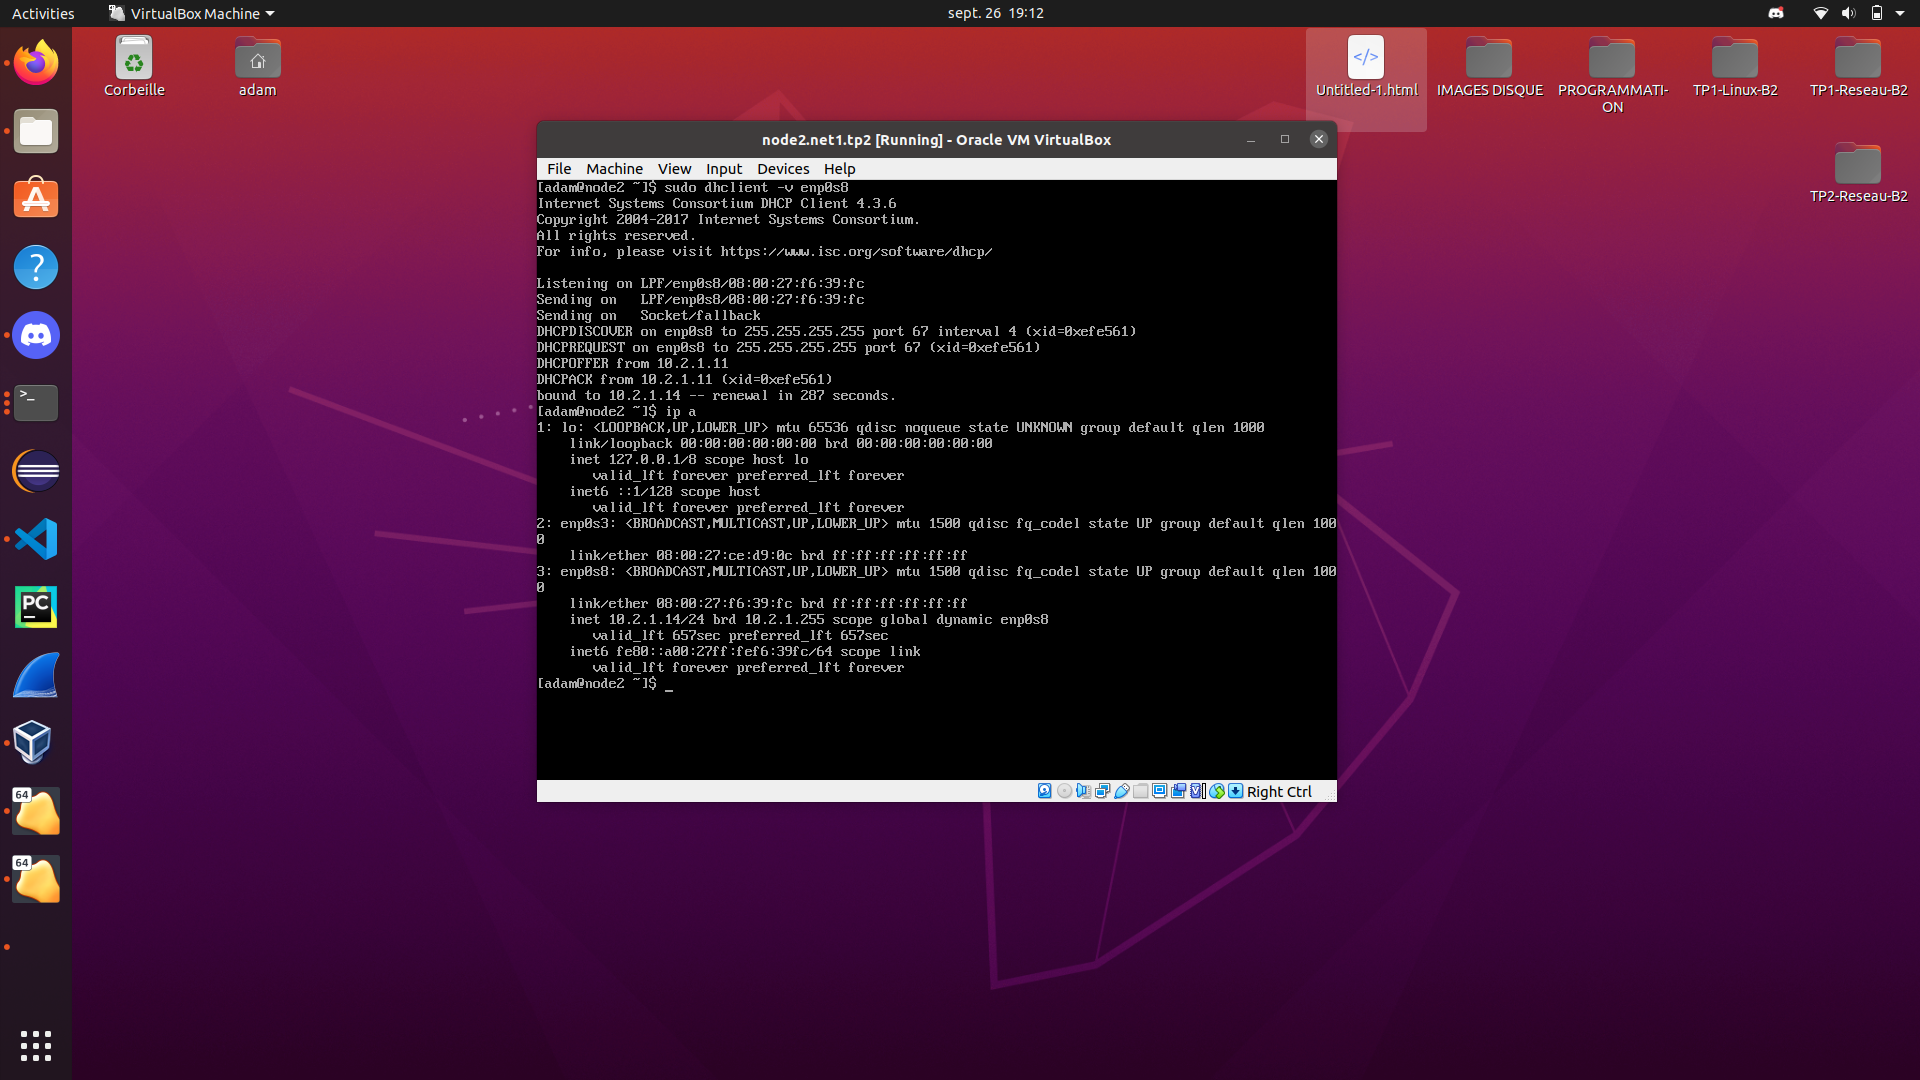 Activities
VirtualBox Machine
sept. 26 19:12
Corbeille
adam
Untitled-1.html
IMAGES DISQUE
PROGRAMMATI-
ON
TP1-Linux-B2
TP1-Reseau-B2
TP2-Reseau-B2
node2.net1.tp2 [Running] - Oracle VM VirtualBox
File Machine View Input Devices Help
[adam@node2 ~]$ sudo dhclient -v enp0s8
Internet Systems Consortium DHCP Client 4.3.6
Copyright 2004-2017 Internet Systems Consortium.
All rights reserved.
For info, please visit https://www.isc.org/software/dhcp/
Listening on LPF/enp0s8/08:00:27:f6:39:fc
Sending on   LPF/enp0s8/08:00:27:f6:39:fc
Sending on   Socket/fallback
DHCPDISCOVER on enp0s8 to 255.255.255.255 port 67 interval 4 (xid=0xefe561)
DHCPREQUEST on enp0s8 to 255.255.255.255 port 67 (xid=0xefe561)
DHCPOFFER from 10.2.1.11
DHCPACK from 10.2.1.11 (xid=0xefe561)
bound to 10.2.1.14 -- renewal in 287 seconds.
[adam@node2 ~]$ ip a
1: lo: <LOOPBACK,UP,LOWER_UP> mtu 65536 qdisc noqueue state UNKNOWN group default qlen 1000
    link/loopback 00:00:00:00:00:00 brd 00:00:00:00:00:00
    inet 127.0.0.1/8 scope host lo
       valid_lft forever preferred_lft forever
    inet6 ::1/128 scope host
       valid_lft forever preferred_lft forever
2: enp0s3: <BROADCAST,MULTICAST,UP,LOWER_UP> mtu 1500 qdisc fq_codel state UP group default qlen 100
0
    link/ether 08:00:27:ce:d9:0c brd ff:ff:ff:ff:ff:ff
3: enp0s8: <BROADCAST,MULTICAST,UP,LOWER_UP> mtu 1500 qdisc fq_codel state UP group default qlen 100
0
    link/ether 08:00:27:f6:39:fc brd ff:ff:ff:ff:ff:ff
    inet 10.2.1.14/24 brd 10.2.1.255 scope global dynamic enp0s8
       valid_lft 657sec preferred_lft 657sec
    inet6 fe80::a00:27ff:fef6:39fc/64 scope link
       valid_lft forever preferred_lft forever
[adam@node2 ~]$ _
Right Ctrl
PC
64
64